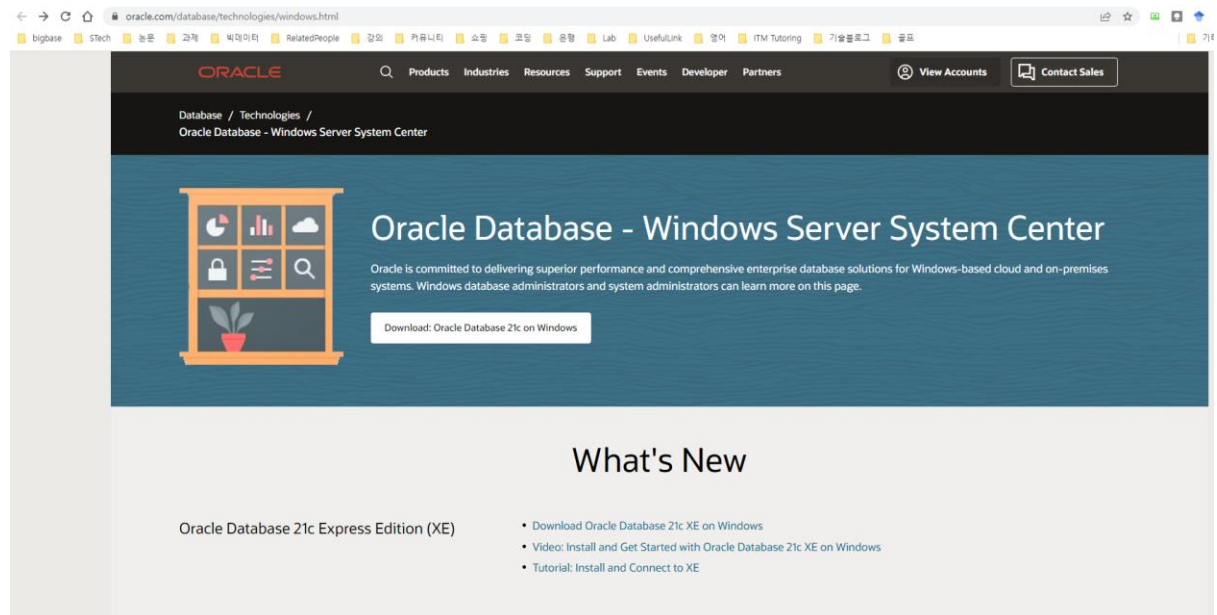 oracle.com/database/technologies/windows.html
bigbase STech 논문 과제 빅데이터 RelatedPeople 강의 커뮤니티 쇼핑 코딩 은행 Lab UsefulLink 영어 ITM Tutoring 기술블로그 골프
ORACLE Products Industries Resources Support Events Developer Partners View Accounts Contact Sales
Database / Technologies /
Oracle Database - Windows Server System Center
Oracle Database - Windows Server System Center
Oracle is committed to delivering superior performance and comprehensive enterprise database solutions for Windows-based cloud and on-premises
systems. Windows database administrators and system administrators can learn more on this page.
Download: Oracle Database 21c on Windows
What's New
Oracle Database 21c Express Edition (XE)
• Download Oracle Database 21c XE on Windows
• Video: Install and Get Started with Oracle Database 21c XE on Windows
• Tutorial: Install and Connect to XE